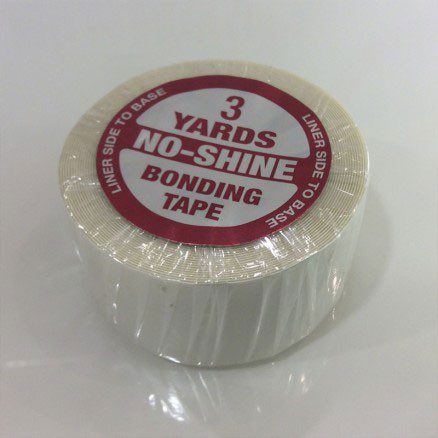 3
YARDS
NO-SHINE
BONDING
TAPE
LINER SIDE TO BASE
LINER SIDE TO BASE